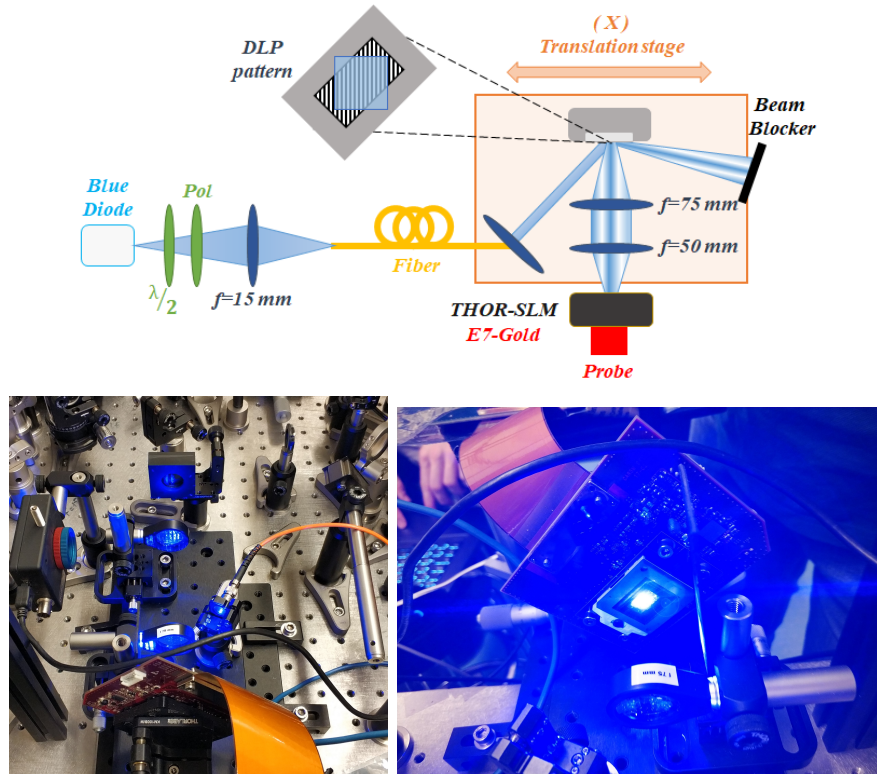 (X)
Translation stage
DLP
pattern
Beam
Blocker
Blue
Diode
Pol
f=75 mm
f=50 mm
Fiber
λ/2
f=15 mm
THOR-SLM
E7-Gold
Probe
THORLABS
175 mm